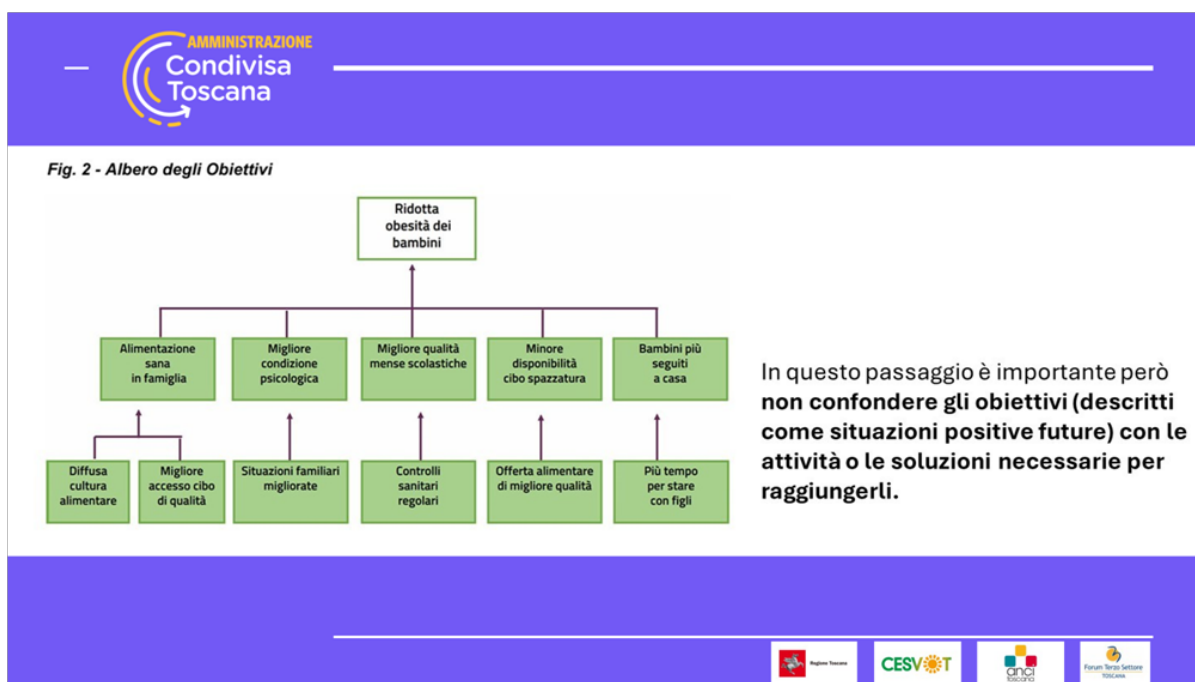 AMMINISTRAZIONE
Condivisa
Toscana
Fig. 2 - Albero degli Obiettivi
Ridotta
obesità dei
bambini
Alimentazione
sana
in famiglia
Migliore
condizione
psicologica
Migliore qualità
mense scolastiche
Minore
disponibilità
cibo spazzatura
Bambini più
seguiti
a casa
Diffusa
cultura
alimentare
Migliore
accesso cibo
di qualità
Situazioni familiari
migliorate
Controlli
sanitari
regolari
Offerta alimentare
di migliore qualità
Più tempo
per stare
con figli
In questo passaggio è importante però
non confondere gli obiettivi (descritti
come situazioni positive future) con le
attività o le soluzioni necessarie per
raggiungerli.
Regione Toscana
CESVOT
anci
toscana
Forum Terzo Settore
TOSCANA